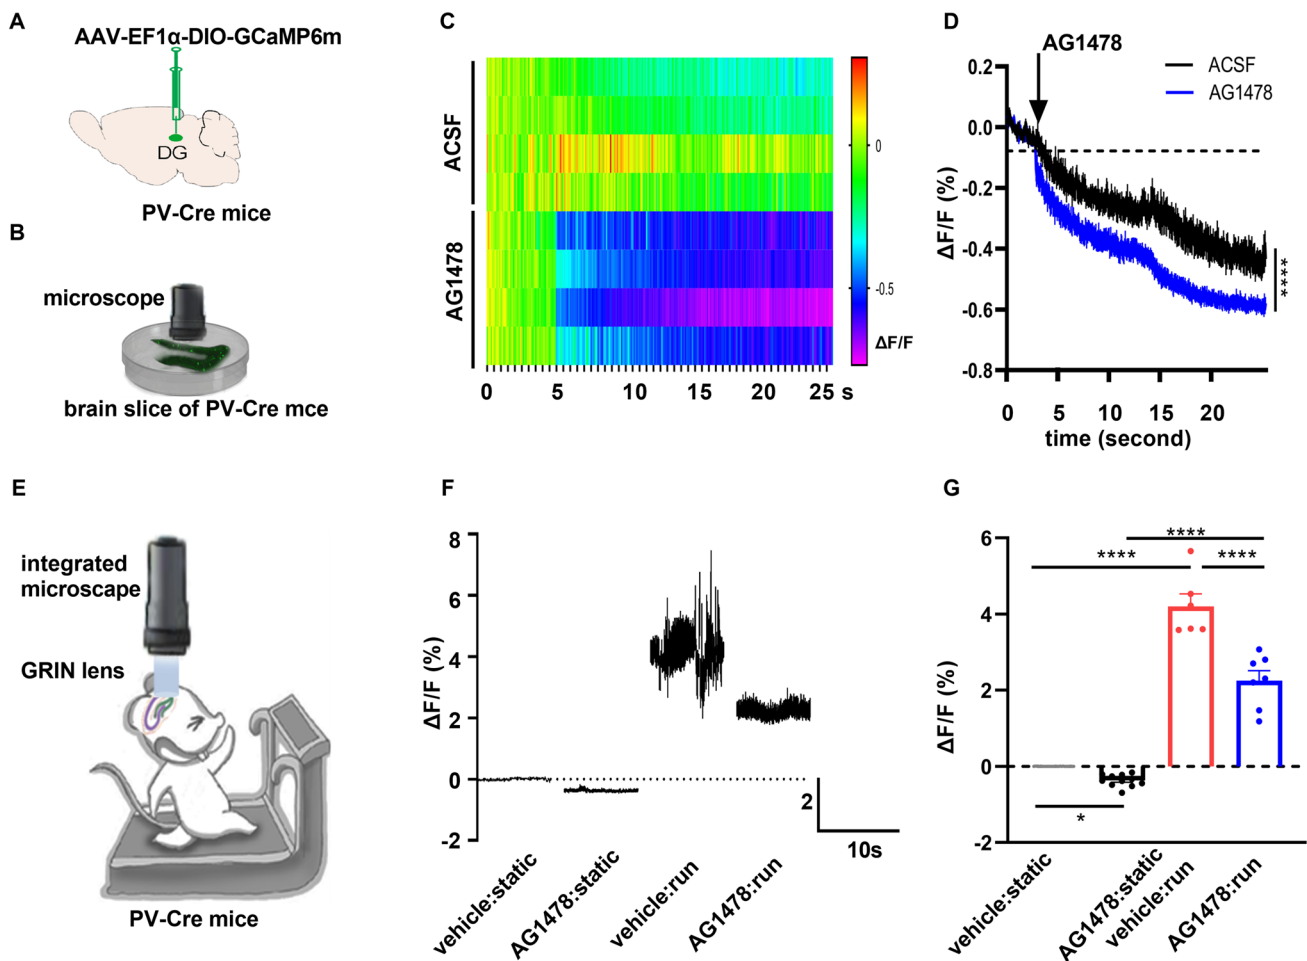 A
AAV-EF1α-DIO-GCaMP6m
DG
PV-Cre mice
B
microscope
brain slice of PV-Cre mce
C
ACSF
AG1478
0
-0.5
ΔF/F
0 5 10 15 20 25 s
D
AG1478
ACSF
AG1478
0.2
0.0
-0.2
-0.4
-0.6
-0.8
ΔF/F (%)
****
0 5 10 15 20
time (second)
E
integrated
microscape
GRIN lens
PV-Cre mice
F
8
6
4
2
0
-2
ΔF/F (%)
2
10s
vehicle:static
AG1478:static
vehicle:run
AG1478:run
G
6
4
2
0
-2
ΔF/F (%)
****
**** ****
*
vehicle:static
AG1478:static
vehicle:run
AG1478:run